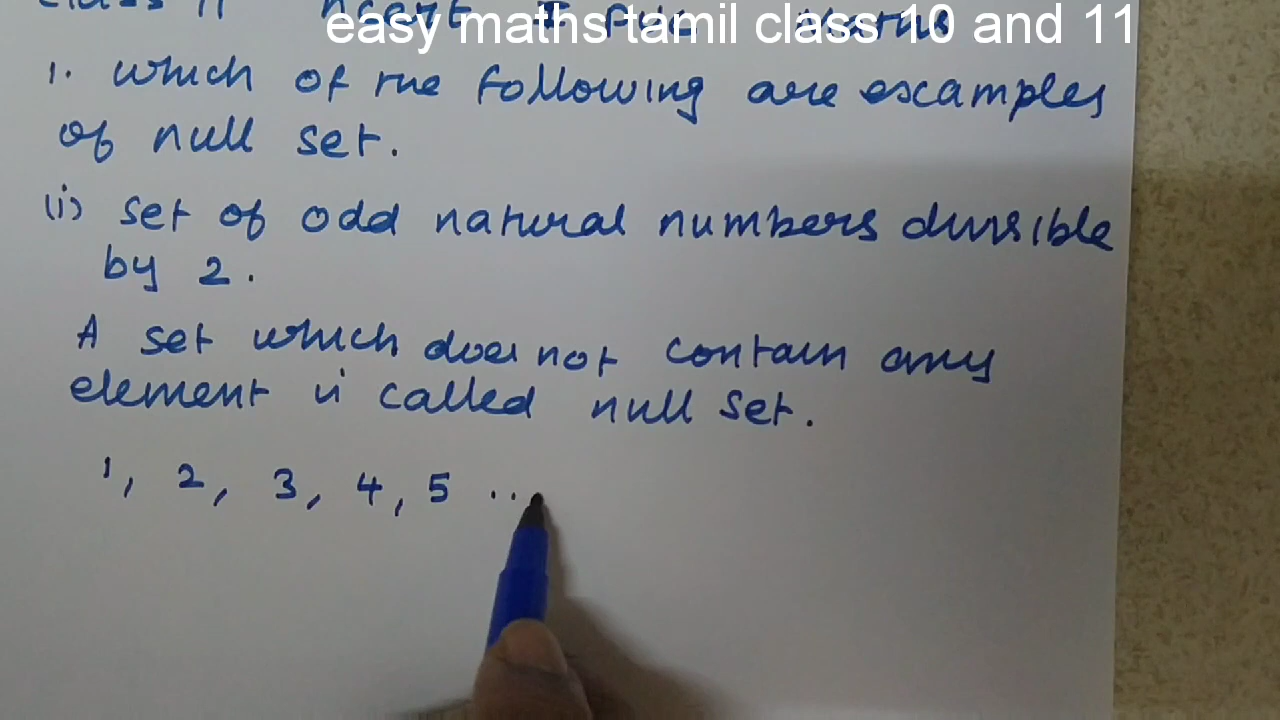 easy maths tamil class 10 and 11
1. which of the following are examples
of null set.
(i) set of odd natural numbers divisible
by 2.
A set which does not contain any
element is called null set.
1, 2, 3, 4, 5 ...